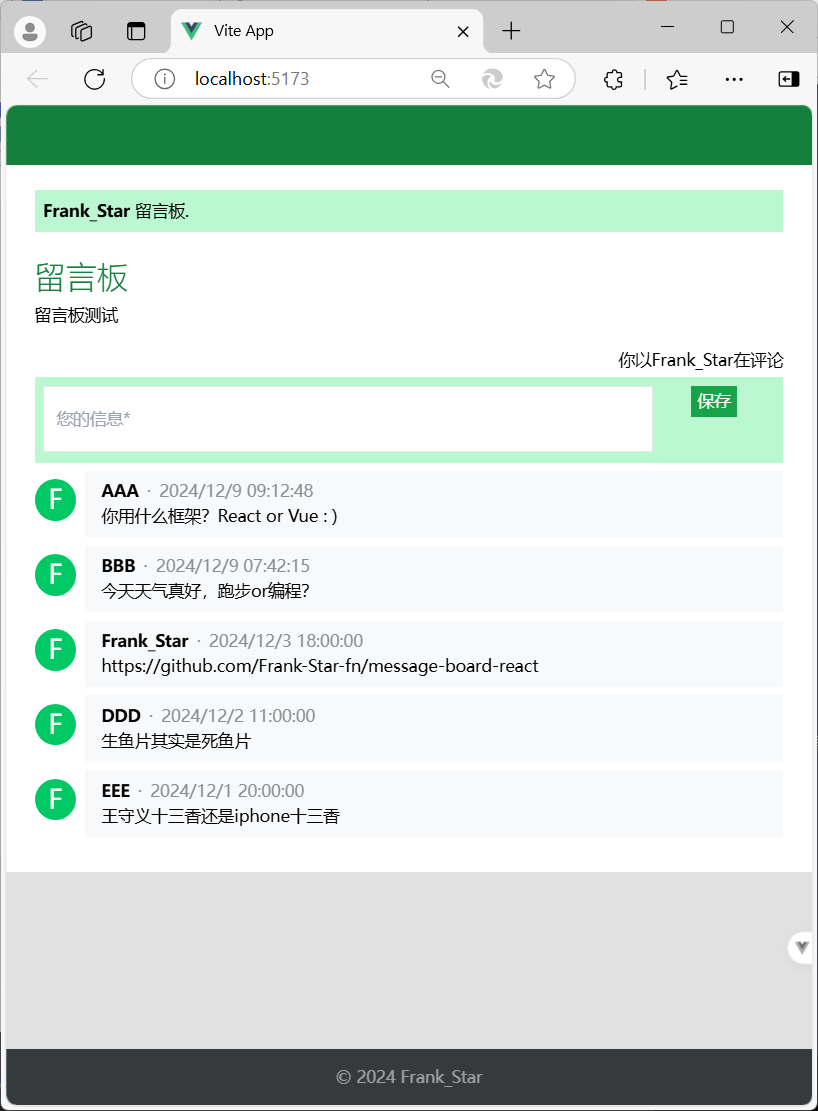 Vite App
localhost:5173
Frank_Star 留言板.
留言板
留言板测试
你以Frank_Star在评论
您的信息*
保存
F
AAA · 2024/12/9 09:12:48
你用什么框架？React or Vue : )
F
BBB · 2024/12/9 07:42:15
今天天气真好，跑步or编程？
F
Frank_Star · 2024/12/3 18:00:00
https://github.com/Frank-Star-fn/message-board-react
F
DDD · 2024/12/2 11:00:00
生鱼片其实是死鱼片
F
EEE · 2024/12/1 20:00:00
王守义十三香还是iphone十三香
© 2024 Frank_Star